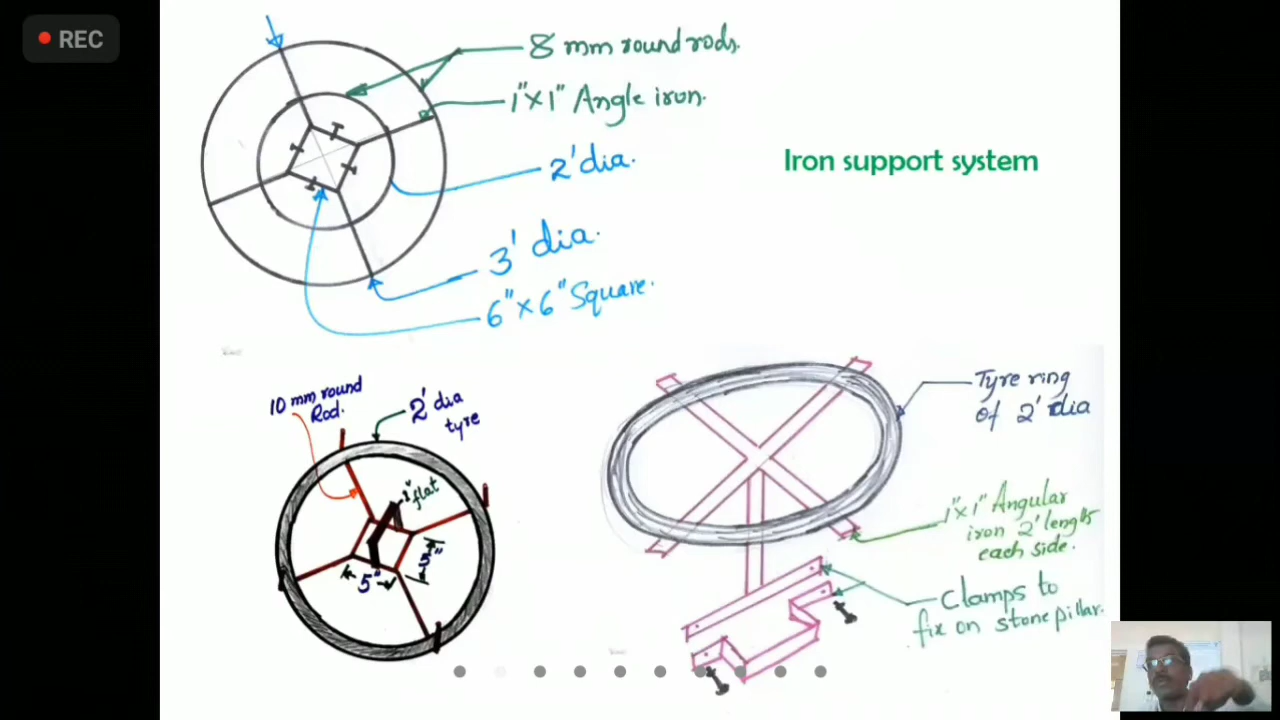 REC
8 mm round rods.
1"X1" Angle iron.
2' dia.
Iron support system
3' dia.
6"X6" Square.
10 mm round
Rod.
2' dia
tyre
1" flat
5"
5"
Tyre ring
of 2' dia
1"X1" Angular
iron 2' length
each side.
Clamps to
fix on stone pillar.